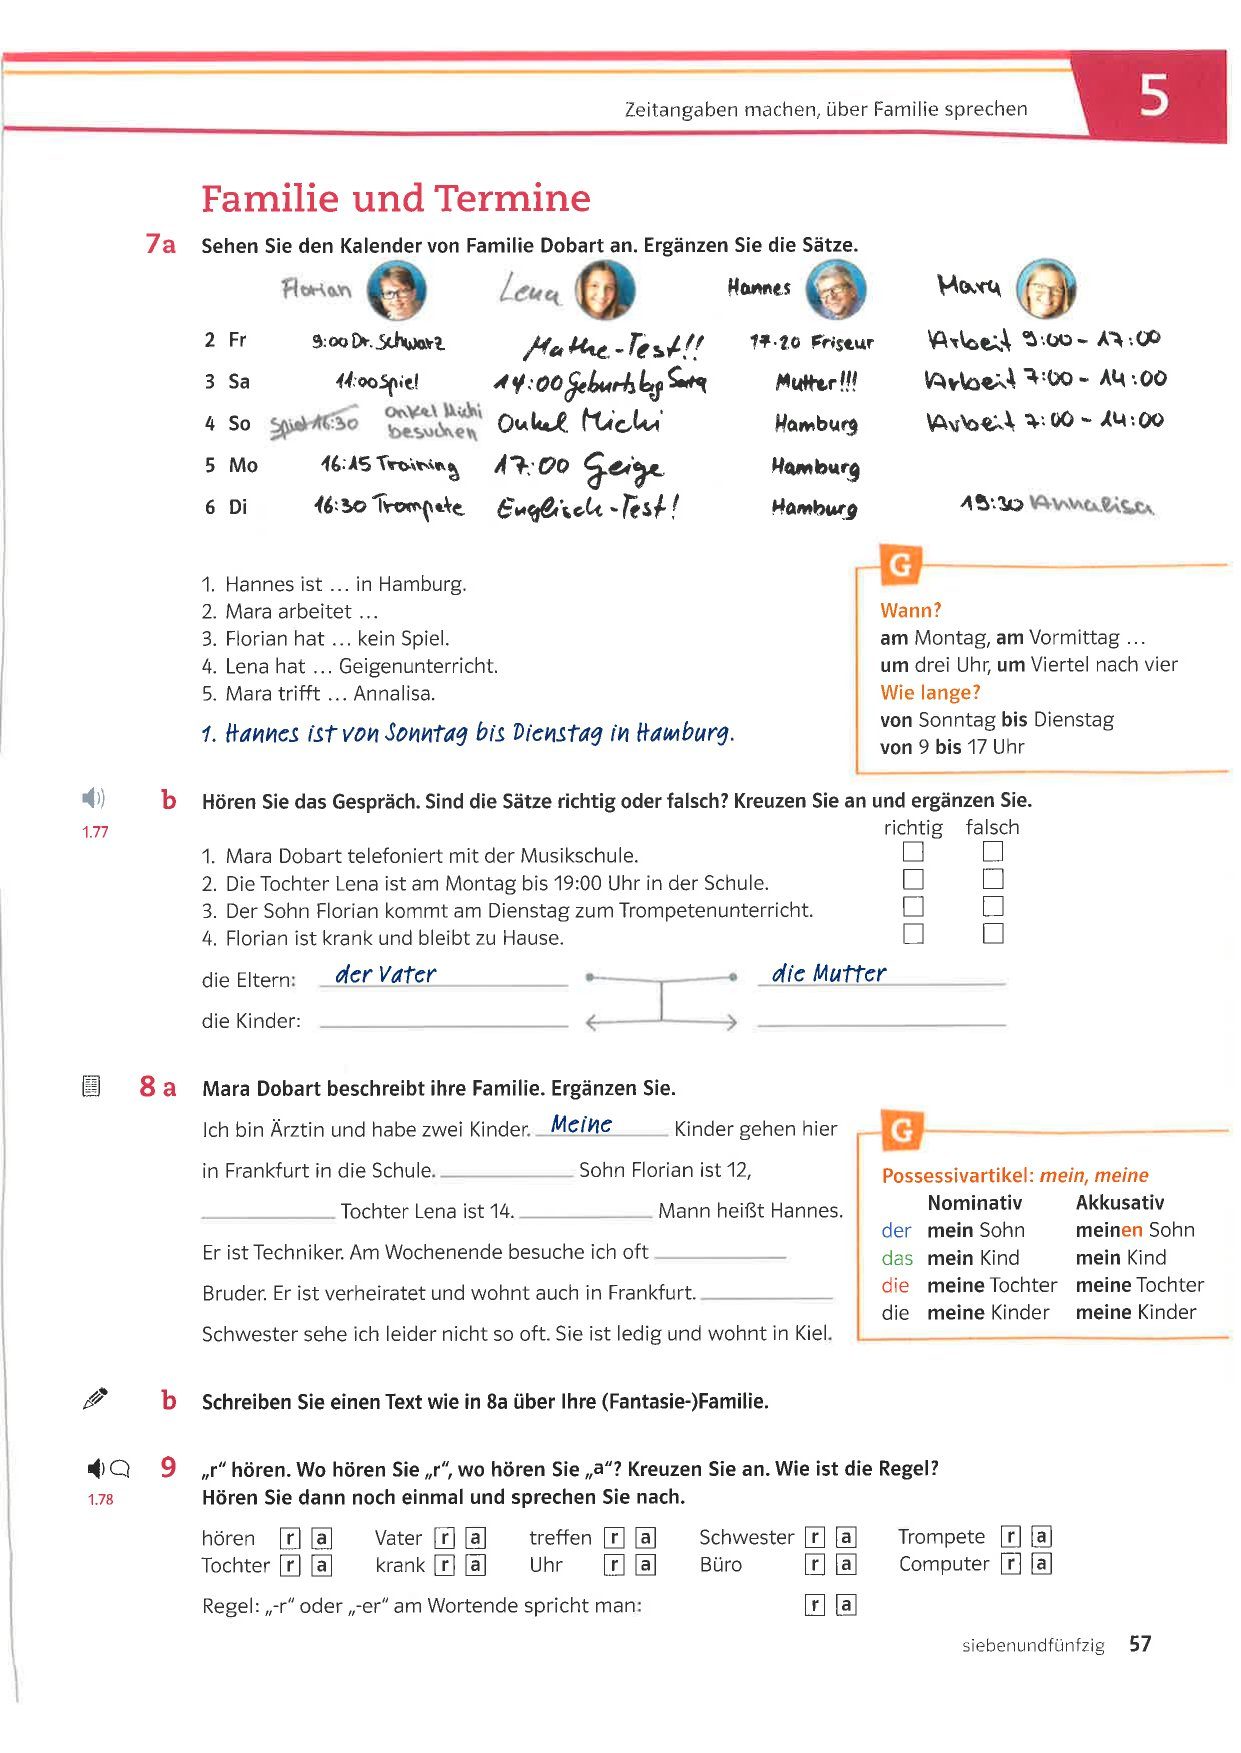 Zeitangaben machen, über Familie sprechen
5
Familie und Termine
7a Sehen Sie den Kalender von Familie Dobart an. Ergänzen Sie die Sätze.
Florian Lena Hannes Mara
2 Fr 9:00 Dr. Schwarz Mathe-Test!! 17.20 Friseur Arbeit 9:00 - 17:00
3 Sa 11:00 Spiel 14:00 Geburtstag Sara Mutter!!! Arbeit 7:00 - 14:00
4 So Spiel 16:30 Onkel Michi besuchen Onkel Michi Hamburg Arbeit 7:00 - 14:00
5 Mo 16:15 Training 17:00 Geige Hamburg
6 Di 16:30 Trompete Englisch-Test! Hamburg 19:30 Annalisa
1. Hannes ist ... in Hamburg.
2. Mara arbeitet ...
3. Florian hat ... kein Spiel.
4. Lena hat ... Geigenunterricht.
5. Mara trifft ... Annalisa.
1. Hannes ist von Sonntag bis Dienstag in Hamburg.
G
Wann?
am Montag, am Vormittag ...
um drei Uhr, um Viertel nach vier
Wie lange?
von Sonntag bis Dienstag
von 9 bis 17 Uhr
b Hören Sie das Gespräch. Sind die Sätze richtig oder falsch? Kreuzen Sie an und ergänzen Sie.
1.77
richtig falsch
1. Mara Dobart telefoniert mit der Musikschule.
2. Die Tochter Lena ist am Montag bis 19:00 Uhr in der Schule.
3. Der Sohn Florian kommt am Dienstag zum Trompetenunterricht.
4. Florian ist krank und bleibt zu Hause.
die Eltern: der Vater die Mutter
die Kinder:
8 a Mara Dobart beschreibt ihre Familie. Ergänzen Sie.
Ich bin Ärztin und habe zwei Kinder. Meine Kinder gehen hier
in Frankfurt in die Schule. Sohn Florian ist 12,
Tochter Lena ist 14. Mann heißt Hannes.
Er ist Techniker. Am Wochenende besuche ich oft
Bruder. Er ist verheiratet und wohnt auch in Frankfurt.
Schwester sehe ich leider nicht so oft. Sie ist ledig und wohnt in Kiel.
G
Possessivartikel: mein, meine
Nominativ Akkusativ
der mein Sohn meinen Sohn
das mein Kind mein Kind
die meine Tochter meine Tochter
die meine Kinder meine Kinder
b Schreiben Sie einen Text wie in 8a über Ihre (Fantasie-)Familie.
9 „r“ hören. Wo hören Sie „r“, wo hören Sie „a“? Kreuzen Sie an. Wie ist die Regel?
1.78 Hören Sie dann noch einmal und sprechen Sie nach.
hören r a Vater r a treffen r a Schwester r a Trompete r a
Tochter r a krank r a Uhr r a Büro r a Computer r a
Regel: „-r“ oder „-er“ am Wortende spricht man: r a
siebenundfünfzig 57